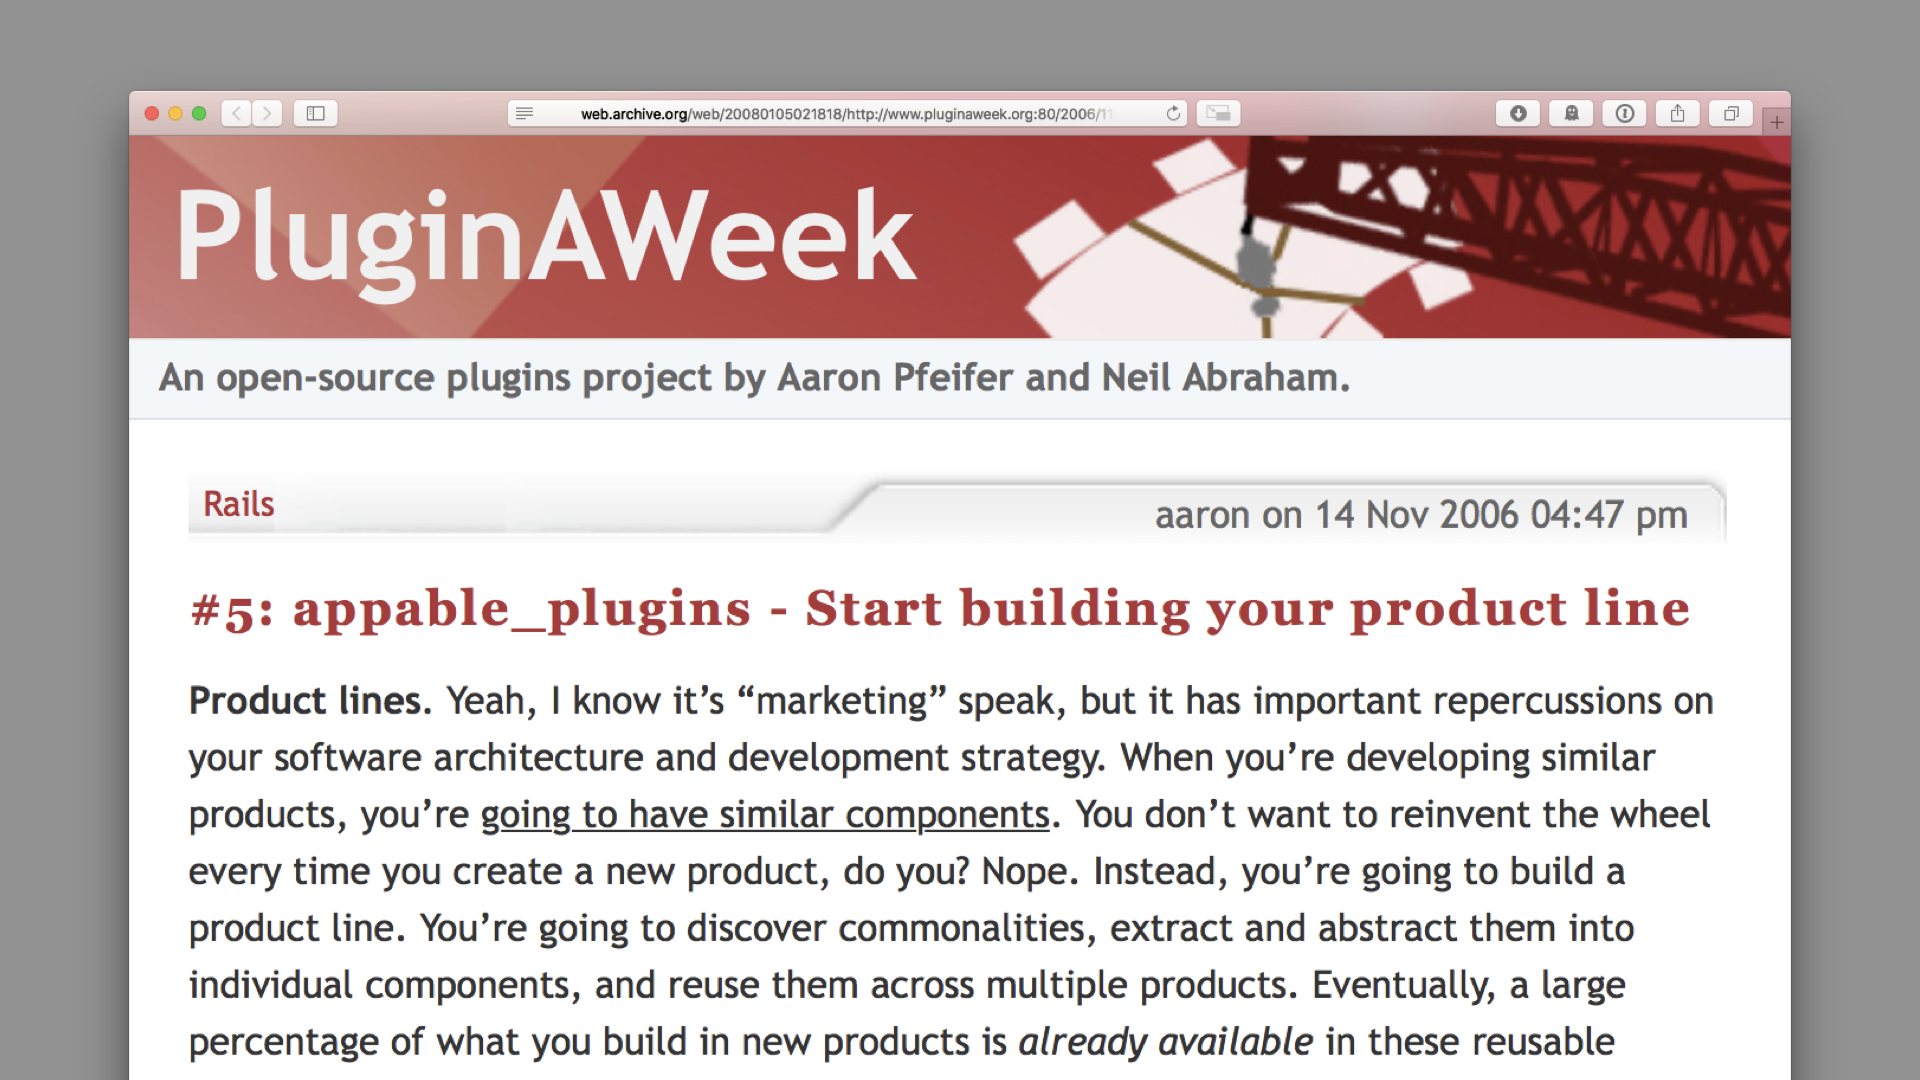 web.archive.org/web/20080105021818/http://www.pluginaweek.org:80/2006/11
PluginAWeek
An open-source plugins project by Aaron Pfeifer and Neil Abraham.
Rails
aaron on 14 Nov 2006 04:47 pm
#5: appable_plugins - Start building your product line
Product lines. Yeah, I know it’s “marketing” speak, but it has important repercussions on
your software architecture and development strategy. When you’re developing similar
products, you’re going to have similar components. You don’t want to reinvent the wheel
every time you create a new product, do you? Nope. Instead, you’re going to build a
product line. You’re going to discover commonalities, extract and abstract them into
individual components, and reuse them across multiple products. Eventually, a large
percentage of what you build in new products is already available in these reusable